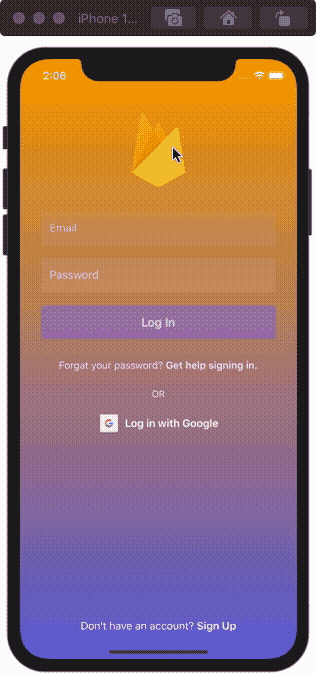 iPhone 1...
2:06
Email
Password
Log In
Forgat your password? Get help signing in.
OR
G Log in with Google
Don't have an account? Sign Up